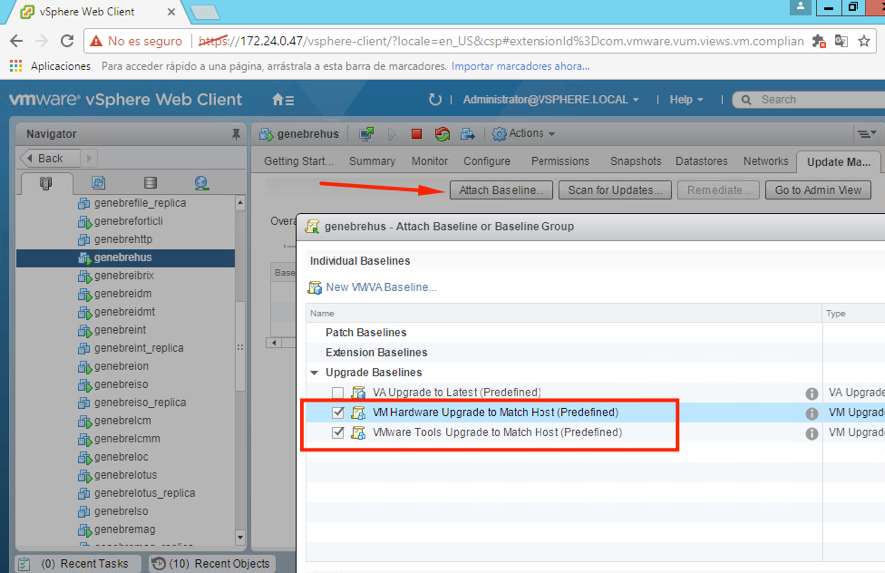 vSphere Web Client
No es seguro https://172.24.0.47/vsphere-client/?locale=en_US&csp#extensionId%3Dcom.vmware.vum.views.vm.complian
Aplicaciones Para acceder rápido a una página, arrástrala a esta barra de marcadores. Importar marcadores ahora...
vmware® vSphere Web Client Administrator@VSPHERE.LOCAL Help Search
Navigator
Back
genebrefile_replica
genebreforticli
genebrehttp
genebrehus
genebreibrix
genebreidm
genebreidmt
genebreint
genebreint_replica
genebreion
genebreiso
genebreiso_replica
genebrelcm
genebrelcmm
genebreloc
genebrelotus
genebrelotus_replica
genebrelso
genebremag
genebrehus Actions
Getting Start... Summary Monitor Configure Permissions Snapshots Datastores Networks Update Ma...
Attach Baseline... Scan for Updates... Remediate... Go to Admin View
Overa
Base
genebrehus - Attach Baseline or Baseline Group
Individual Baselines
New VM/VA Baseline...
Name Type
Patch Baselines
Extension Baselines
Upgrade Baselines
VA Upgrade to Latest (Predefined) VA Upgrade
VM Hardware Upgrade to Match Host (Predefined) VM Upgrad
VMware Tools Upgrade to Match Host (Predefined) VM Upgrad
(0) Recent Tasks (10) Recent Objects